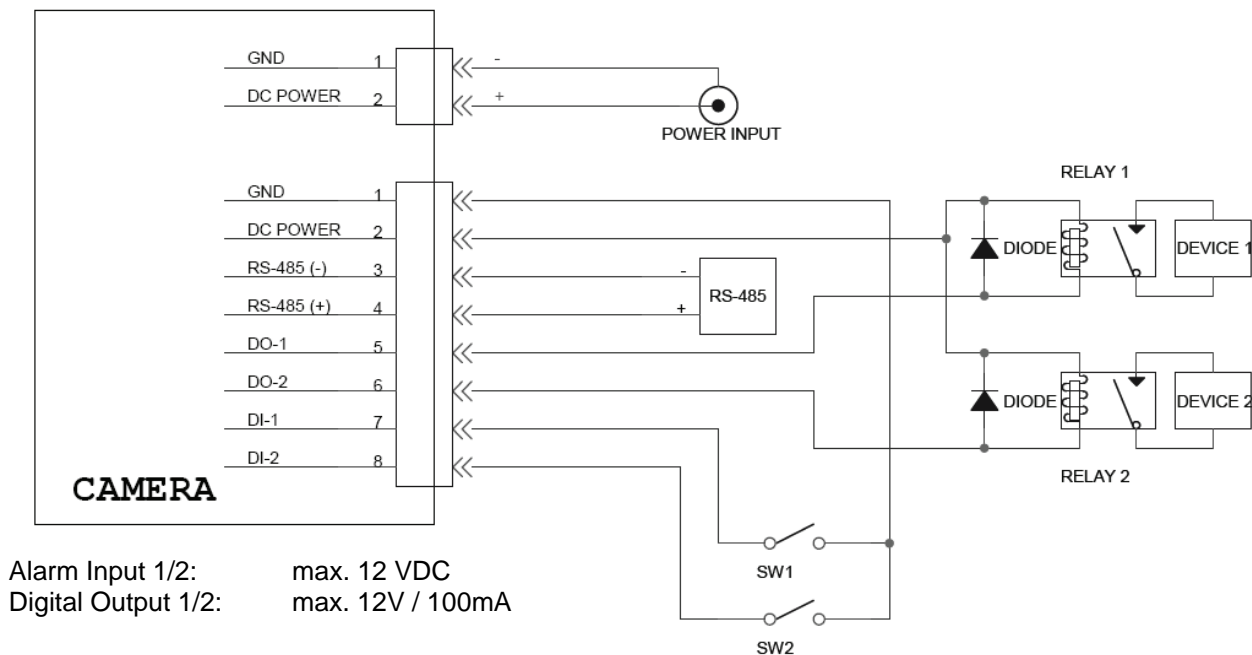 GND 1 -
DC POWER 2 +
POWER INPUT
RELAY 1
GND 1
DC POWER 2
DIODE
DEVICE 1
RS-485 (-) 3 -
RS-485
RS-485 (+) 4 +
DO-1 5
DO-2 6
DIODE
DEVICE 2
DI-1 7
DI-2 8
RELAY 2
CAMERA
SW1
SW2
Alarm Input 1/2: max. 12 VDC
Digital Output 1/2: max. 12V / 100mA